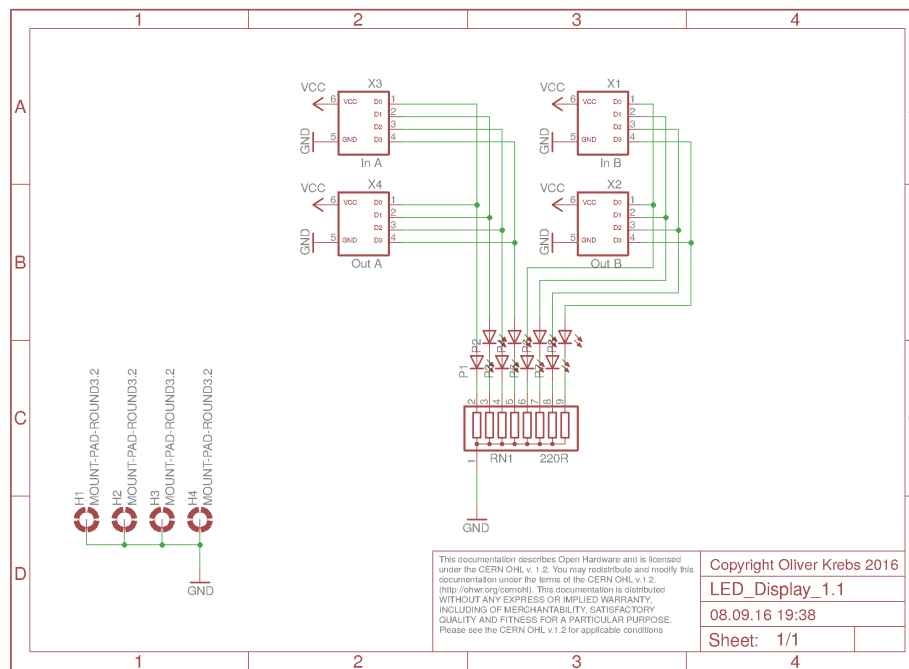 1 2 3 4
A
VCC X3 VCC X1
6 VCC D0 1 6 VCC D0 1
D1 2 D1 2
D2 3 D2 3
GND 5 GND D3 4 GND 5 GND D3 4
In A In B
VCC X4 VCC X2
6 VCC D0 1 6 VCC D0 1
D1 2 D1 2
D2 3 D2 3
GND 5 GND D3 4 GND 5 GND D3 4
Out A Out B
B
P2
P1 P7
C
2 3 4 5 6 7 8 9
1 RN1 220R
GND
H1 MOUNT-PAD-ROUND3.2
H2 MOUNT-PAD-ROUND3.2
H3 MOUNT-PAD-ROUND3.2
H4 MOUNT-PAD-ROUND3.2
GND
D
This documentation describes Open Hardware and is licensed
under the CERN OHL v. 1.2. You may redistribute and modify this
documentation under the terms of the CERN OHL v.1.2.
(http://ohwr.org/cernohl). This documentation is distributed
WITHOUT ANY EXPRESS OR IMPLIED WARRANTY,
INCLUDING OF MERCHANTABILITY, SATISFACTORY
QUALITY AND FITNESS FOR A PARTICULAR PURPOSE.
Please see the CERN OHL v.1.2 for applicable conditions
Copyright Oliver Krebs 2016
LED_Display_1.1
08.09.16 19:38
Sheet: 1/1
1 2 3 4